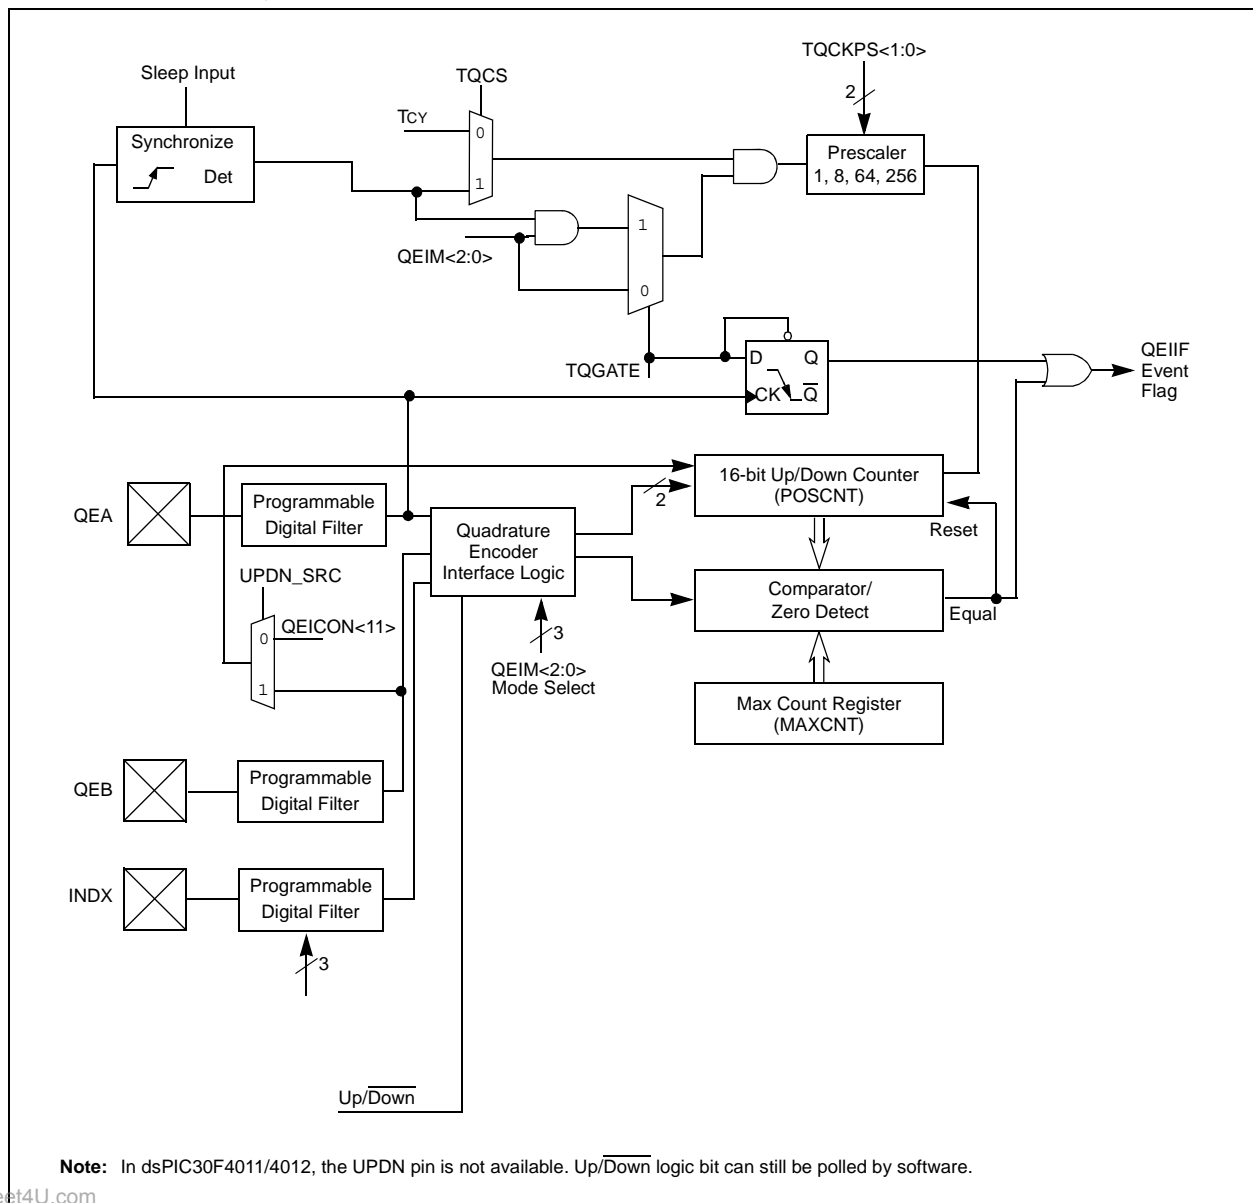 TQCKPS<1:0>
Sleep Input
TQCS
2
TCY
0
Synchronize
Det
1
Prescaler
1, 8, 64, 256
QEIM<2:0>
1
0
TQGATE
D Q
CK Q
QEIIF
Event
Flag
QEA
Programmable
Digital Filter
Quadrature
Encoder
Interface Logic
2
16-bit Up/Down Counter
(POSCNT)
Reset
UPDN_SRC
0
QEICON<11>
1
3
QEIM<2:0>
Mode Select
Comparator/
Zero Detect
Equal
Max Count Register
(MAXCNT)
QEB
Programmable
Digital Filter
INDX
Programmable
Digital Filter
3
Up/Down
Note: In dsPIC30F4011/4012, the UPDN pin is not available. Up/Down logic bit can still be polled by software.
eet4U.com